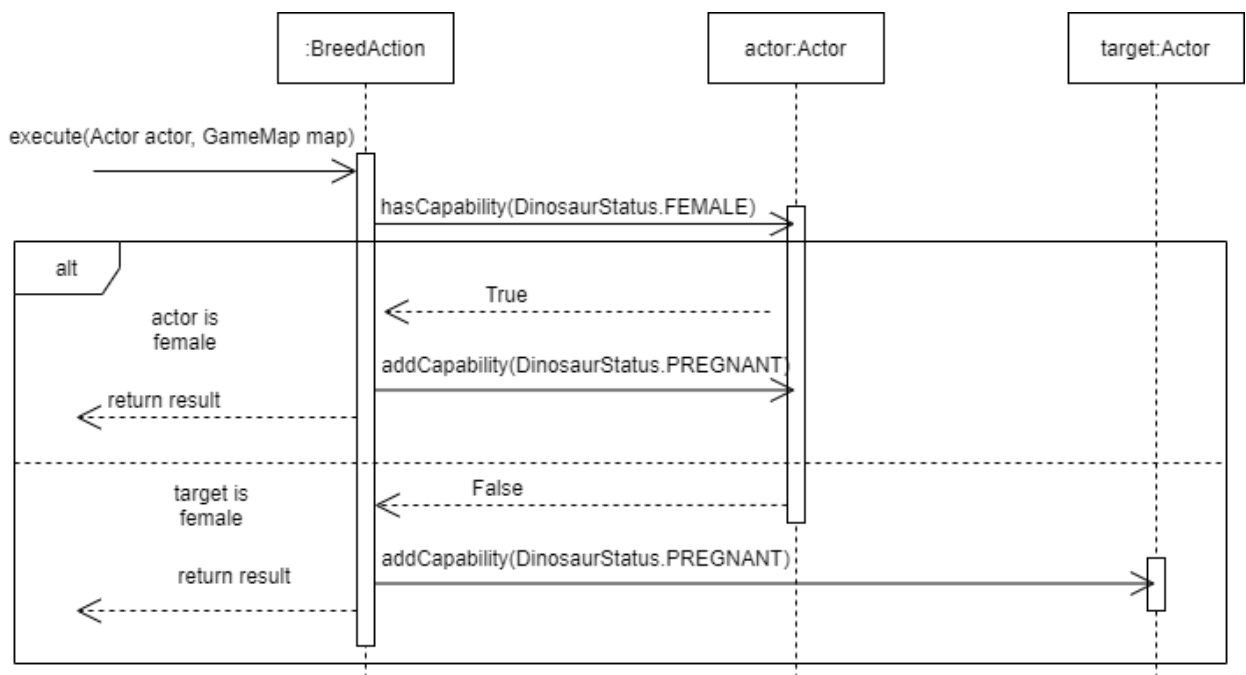 :BreedAction
actor:Actor
target:Actor
execute(Actor actor, GameMap map)
hasCapability(DinosaurStatus.FEMALE)
alt
True
actor is
female
addCapability(DinosaurStatus.PREGNANT)
return result
False
target is
female
addCapability(DinosaurStatus.PREGNANT)
return result